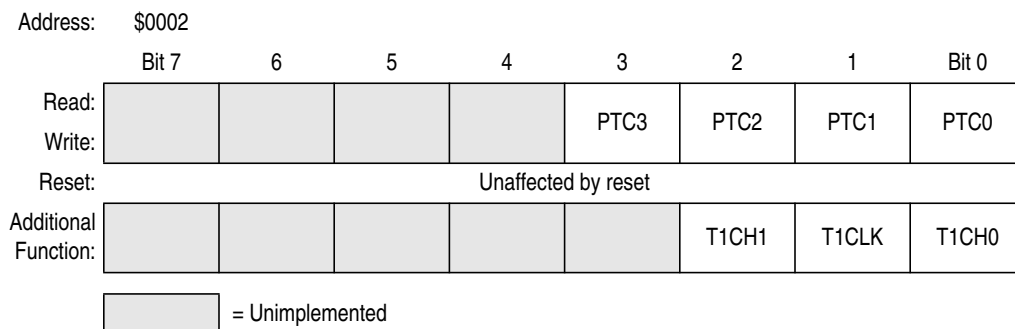 Address: $0002
Bit 7 6 5 4 3 2 1 Bit 0
Read:
PTC3 PTC2 PTC1 PTC0
Write:
Reset: Unaffected by reset
Additional
Function: T1CH1 T1CLK T1CH0
= Unimplemented